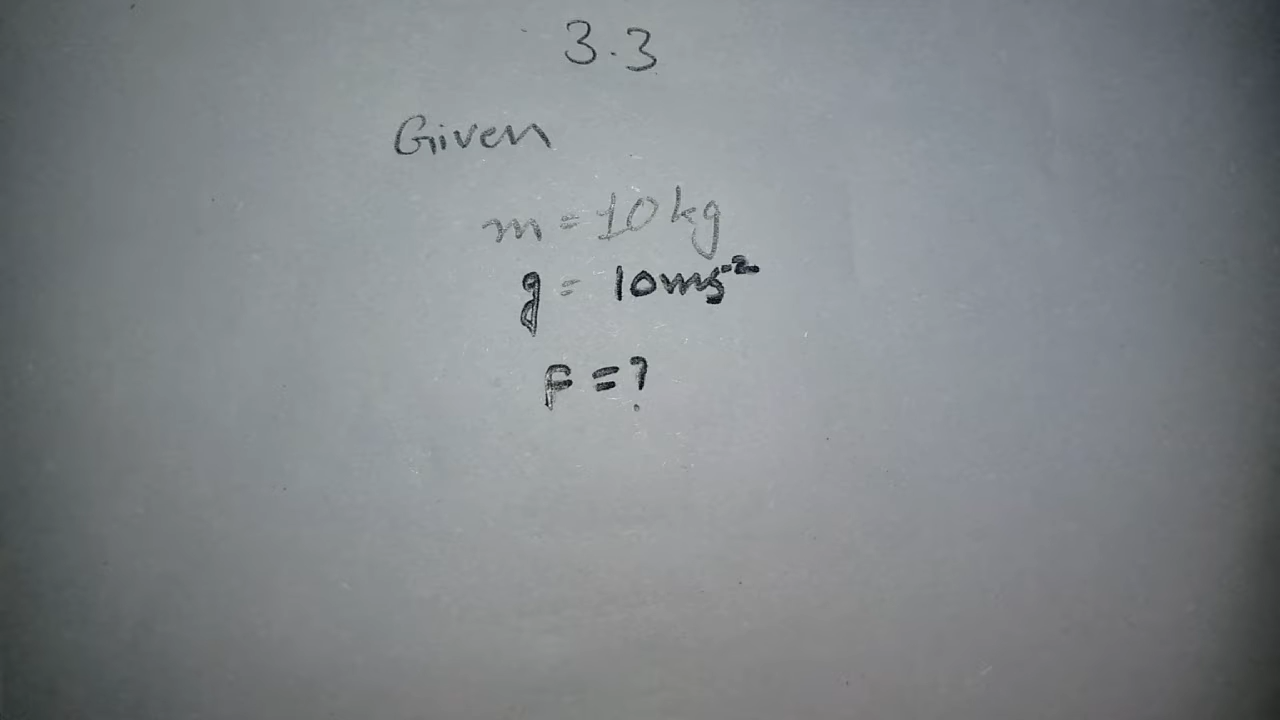 3.3
Given
m = 10 kg
g = 10ms⁻²
F = ?